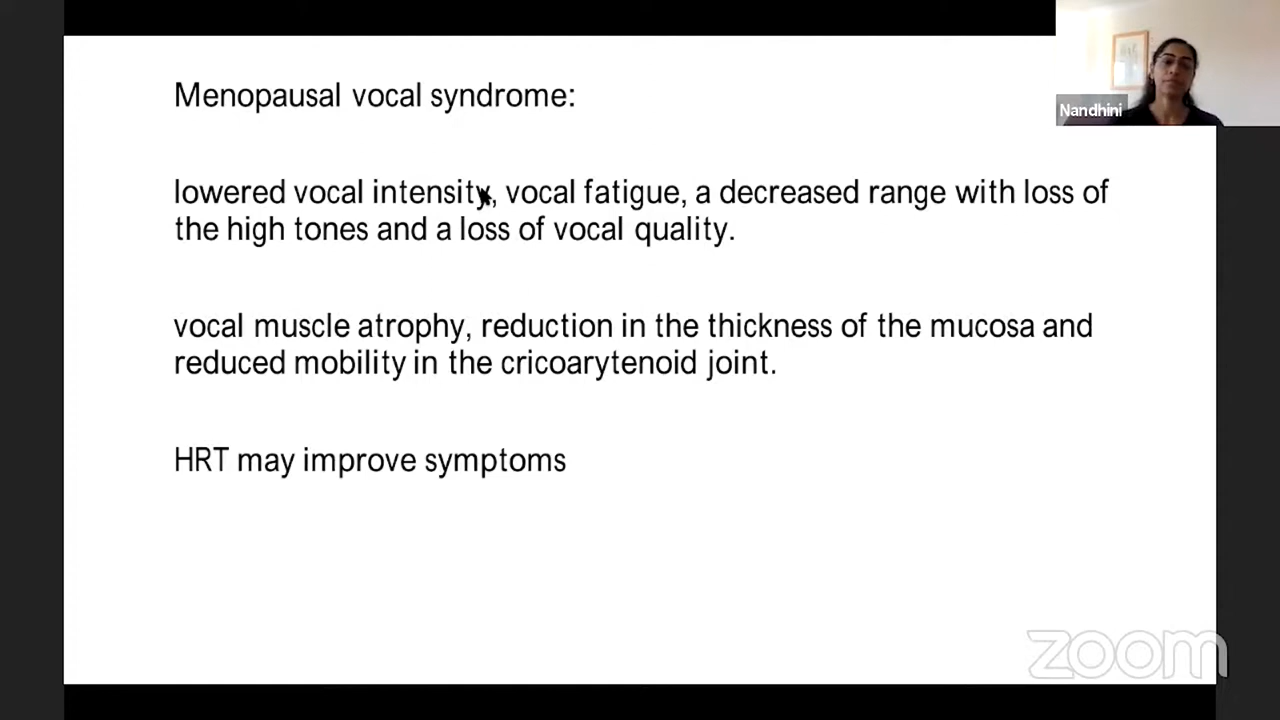 Menopausal vocal syndrome:
Nandhini
lowered vocal intensity, vocal fatigue, a decreased range with loss of
the high tones and a loss of vocal quality.
vocal muscle atrophy, reduction in the thickness of the mucosa and
reduced mobility in the cricoarytenoid joint.
HRT may improve symptoms
zoom